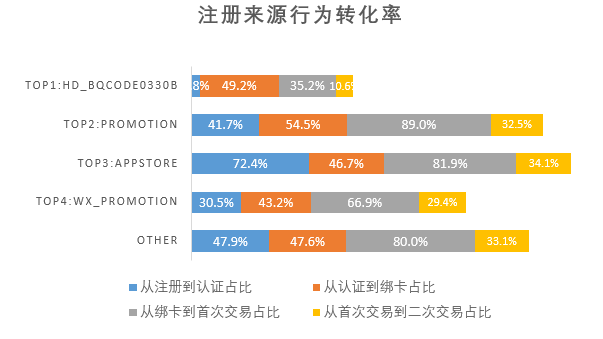 注册来源行为转化率
TOP1:HD_BQCODE0330B 8% 49.2% 35.2% 10.6%
TOP2:PROMOTION 41.7% 54.5% 89.0% 32.5%
TOP3:APPSTORE 72.4% 46.7% 81.9% 34.1%
TOP4:WX_PROMOTION 30.5% 43.2% 66.9% 29.4%
OTHER 47.9% 47.6% 80.0% 33.1%
从注册到认证占比 从认证到绑卡占比
从绑卡到首次交易占比 从首次交易到二次交易占比